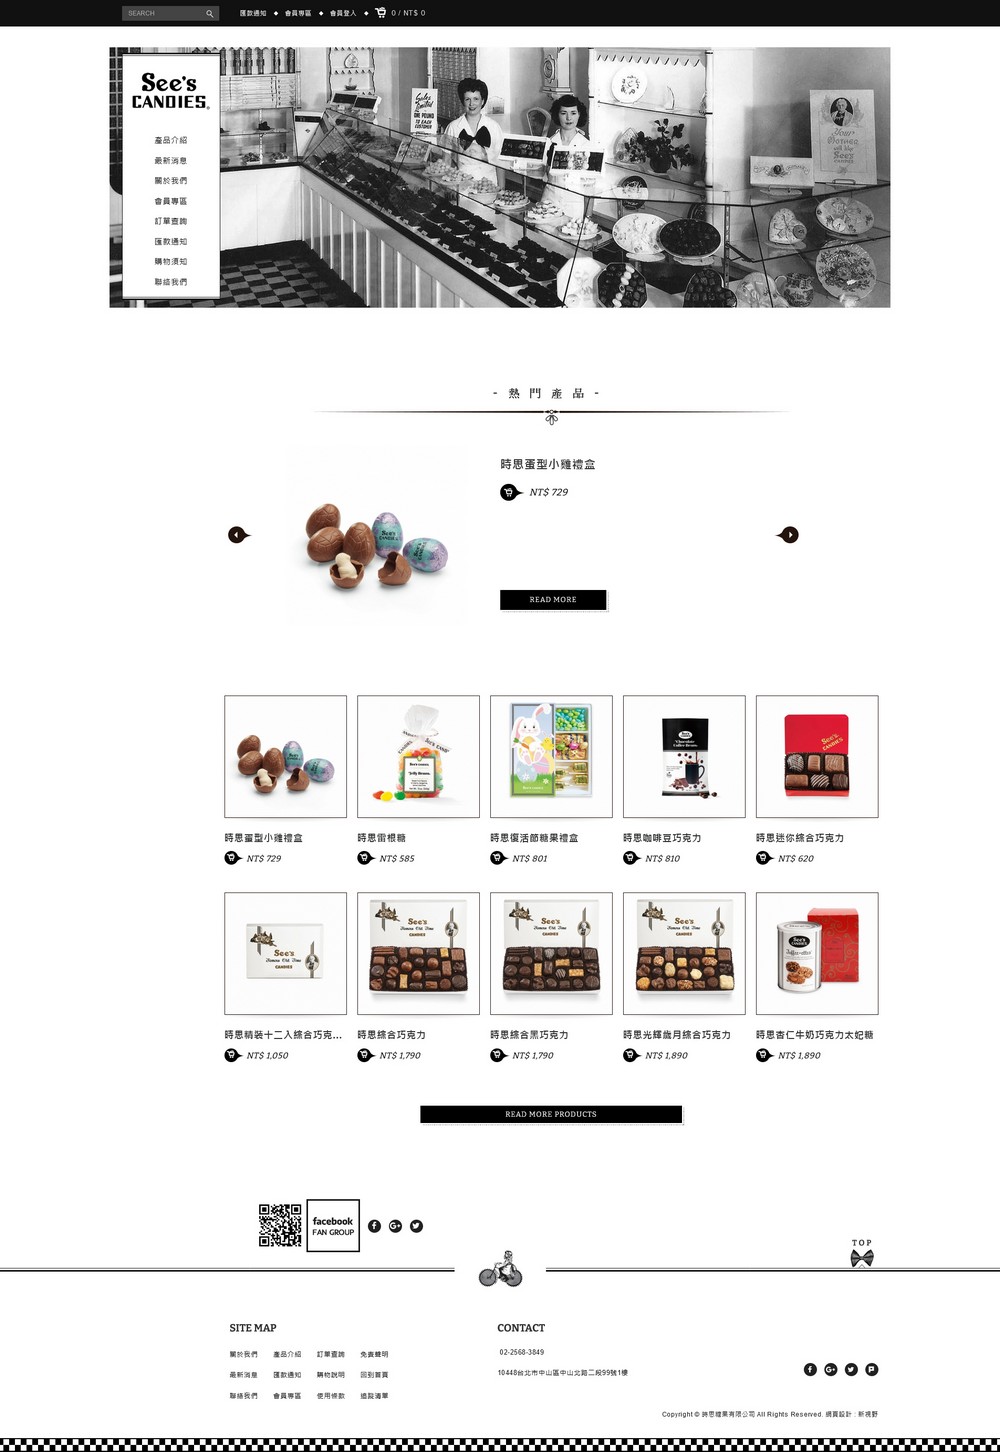 SEARCH
匯款通知 ◆ 會員專區 ◆ 會員登入 ◆ 0 / NT$ 0
See's
CANDIES®
產品介紹
最新消息
關於我們
會員專區
訂單查詢
匯款通知
購物須知
聯絡我們
- 熱門產品 -
時思蛋型小雞禮盒
NT$ 729
READ MORE
時思蛋型小雞禮盒
NT$ 729
時思雷根糖
NT$ 585
時思復活節糖果禮盒
NT$ 801
時思咖啡豆巧克力
NT$ 810
時思迷你綜合巧克力
NT$ 620
時思精裝十二入綜合巧克...
NT$ 1,050
時思綜合巧克力
NT$ 1,790
時思綜合黑巧克力
NT$ 1,790
時思光輝歲月綜合巧克力
NT$ 1,890
時思杏仁牛奶巧克力太妃糖
NT$ 1,890
READ MORE PRODUCTS
facebook
FAN GROUP
TOP
SITE MAP
關於我們 產品介紹 訂單查詢 免責聲明
最新消息 匯款通知 購物說明 回到首頁
聯絡我們 會員專區 使用條款 追蹤清單
CONTACT
02-2568-3849
10448台北市中山區中山北路二段99號1樓
Copyright © 時思糖果有限公司 All Rights Reserved. 網頁設計 : 新視野